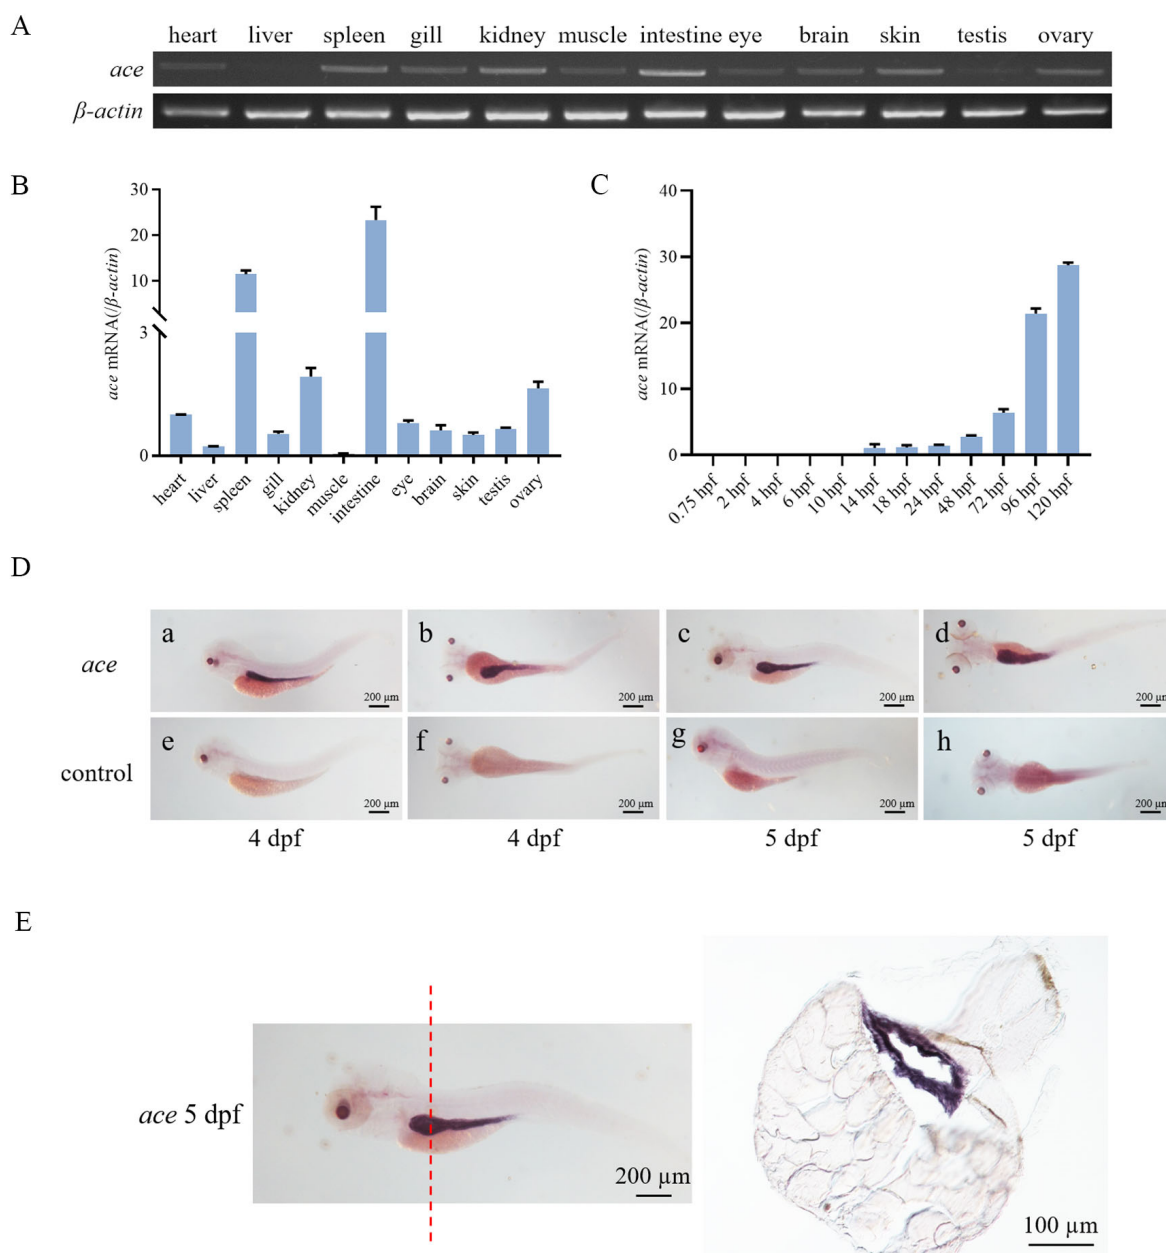 A
heart liver spleen gill kidney muscle intestine eye brain skin testis ovary
ace
β-actin
B
ace mRNA(/β-actin)
30
20
10
3
0
heart liver spleen gill kidney muscle intestine eye brain skin testis ovary
C
ace mRNA(/β-actin)
40
30
20
10
0
0.75 hpf 2 hpf 4 hpf 6 hpf 10 hpf 14 hpf 18 hpf 24 hpf 48 hpf 72 hpf 96 hpf 120 hpf
D
ace
a 200 µm b 200 µm c 200 µm d 200 µm
control
e 200 µm f 200 µm g 200 µm h 200 µm
4 dpf 4 dpf 5 dpf 5 dpf
E
ace 5 dpf
200 µm
100 µm